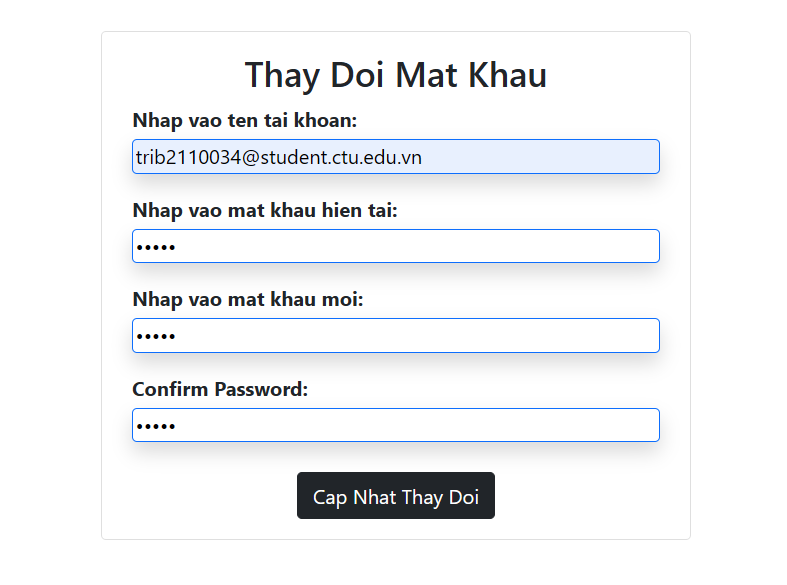 Thay Doi Mat Khau
Nhap vao ten tai khoan:
trib2110034@student.ctu.edu.vn
Nhap vao mat khau hien tai:
•••••
Nhap vao mat khau moi:
•••••
Confirm Password:
•••••
Cap Nhat Thay Doi